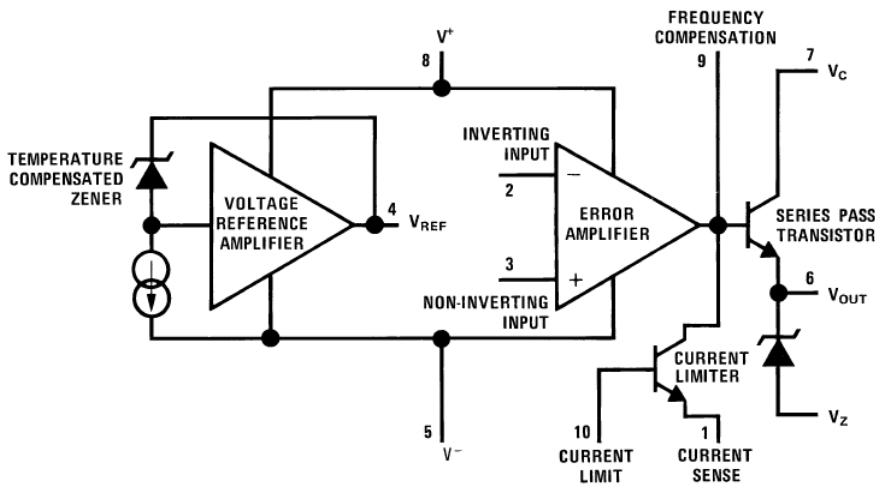 FREQUENCY
COMPENSATION
V+
8
9
7
VC
TEMPERATURE
COMPENSATED
ZENER
VOLTAGE
REFERENCE
AMPLIFIER
4
VREF
INVERTING
INPUT
2
−
ERROR
AMPLIFIER
3
+
NON-INVERTING
INPUT
SERIES PASS
TRANSISTOR
6
VOUT
CURRENT
LIMITER
VZ
5
V−
10
CURRENT
LIMIT
1
CURRENT
SENSE